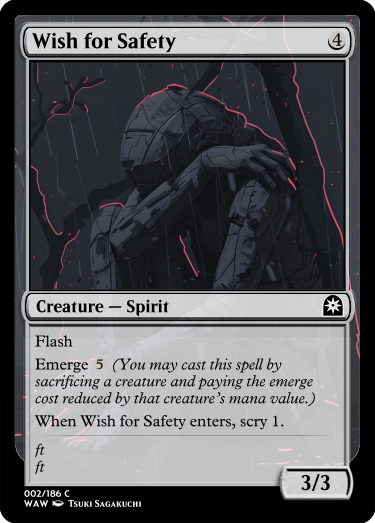 Wish for Safety 4
Creature — Spirit
Flash
Emerge 5 (You may cast this spell by
sacrificing a creature and paying the emerge
cost reduced by that creature's mana value.)
When Wish for Safety enters, scry 1.
ft
ft
3/3
002/186 C
WAW Tsuki Sagakuchi